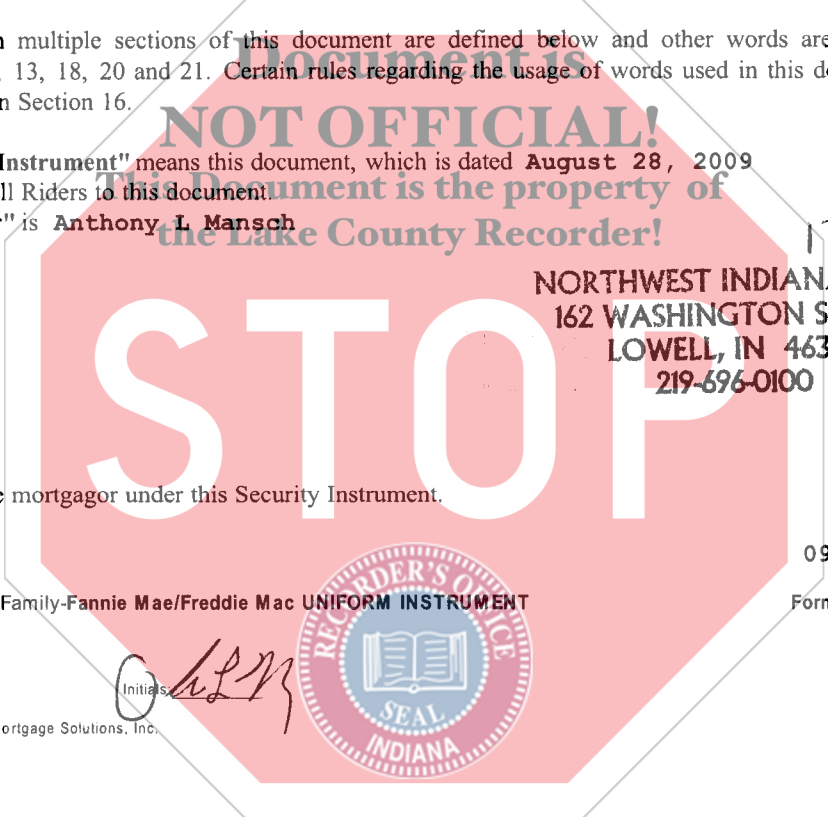 multiple sections of this document are defined below and other words are
Document is
, 13, 18, 20 and 21. Certain rules regarding the usage of words used in this
n Section 16.
NOT OFFICIAL!
Instrument" means this document, which is dated August 28, 2009
This Document is the property of
ll Riders to this document.
" is Anthony L Mansch
the Lake County Recorder!
NORTHWEST INDIANA
162 WASHINGTON S
LOWELL, IN 463
219-696-0100
STOP
mortgagor under this Security Instrument.
09
Family-Fannie Mae/Freddie Mac UNIFORM INSTRUMENT
Form
RECORDER'S OFFICE
Initials: ALM
SEAL
ortgage Solutions, Inc.
INDIANA